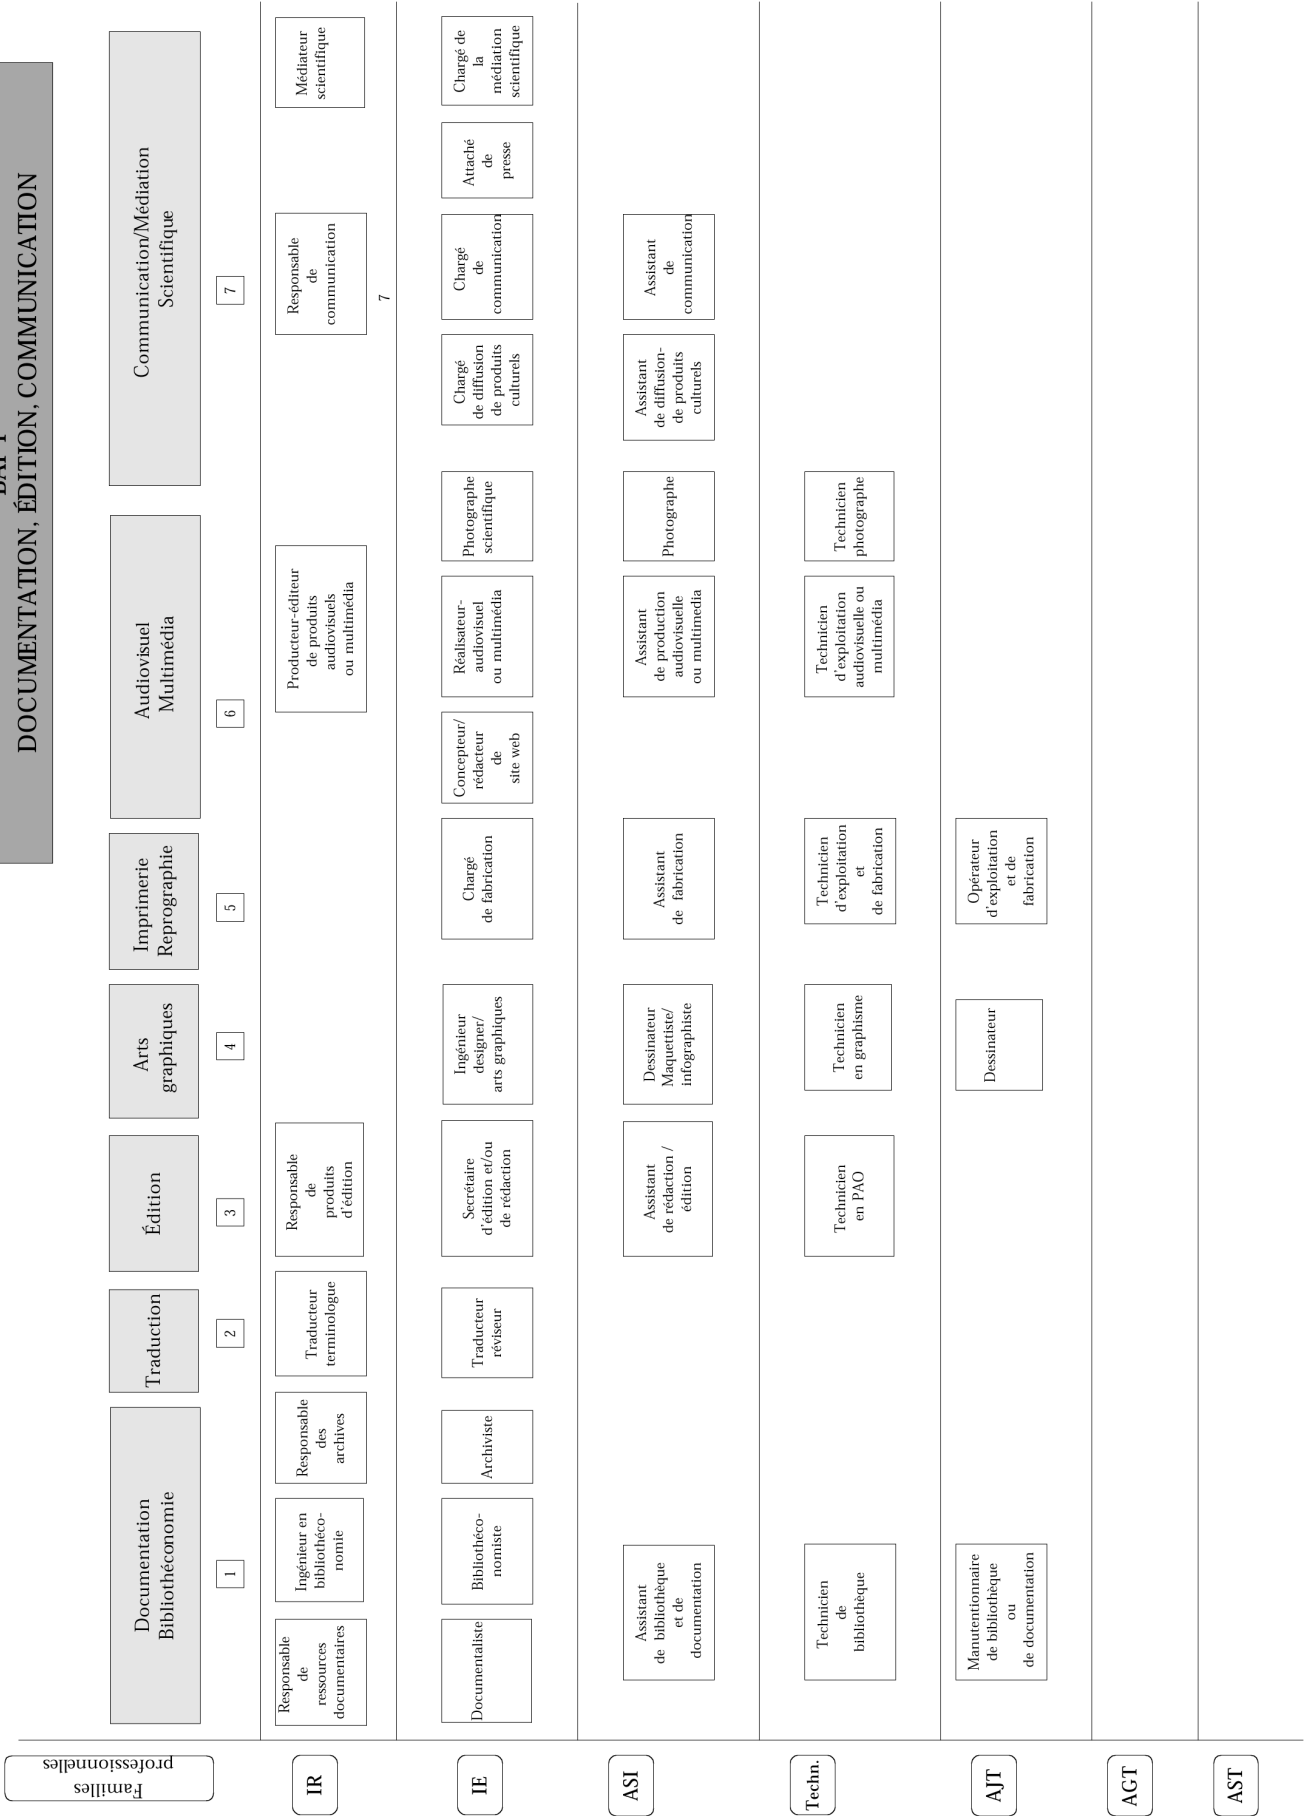 DOCUMENTATION, ÉDITION, COMMUNICATION
Familles
professionnelles
Documentation
Bibliothéconomie
Traduction
Édition
Arts
graphiques
Imprimerie
Reprographie
Audiovisuel
Multimédia
Communication/Médiation
Scientifique
1
2
3
4
5
6
7
IR
Responsable
de
ressources
documentaires
Ingénieur en
bibliothéco-
nomie
Responsable
des
archives
Traducteur
terminologue
Responsable
de
produits
d'édition
Producteur-éditeur
de produits
audiovisuels
ou multimédia
Responsable
de
communication
Médiateur
scientifique
7
IE
Documentaliste
Bibliothéco-
nomiste
Archiviste
Traducteur
réviseur
Secrétaire
d'édition et/ou
de rédaction
Ingénieur
designer/
arts graphiques
Chargé
de fabrication
Concepteur/
rédacteur
de
site web
Réalisateur-
audiovisuel
ou multimédia
Photographe
scientifique
Chargé
de diffusion
de produits
culturels
Chargé
de
communication
Attaché
de
presse
Chargé de
la
médiation
scientifique
ASI
Assistant
de bibliothèque
et de
documentation
Assistant
de rédaction /
édition
Dessinateur
Maquettiste/
infographiste
Assistant
de fabrication
Assistant
de production
audiovisuelle
ou multimedia
Photographe
Assistant
de diffusion-
de produits
culturels
Assistant
de
communication
Techn.
Technicien
de
bibliothèque
Technicien
en PAO
Technicien
en graphisme
Technicien
d'exploitation
et
de fabrication
Technicien
d'exploitation
audiovisuelle ou
multimédia
Technicien
photographe
AJT
Manutentionnaire
de bibliothèque
ou
de documentation
Dessinateur
Opérateur
d'exploitation
et de
fabrication
AGT
AST